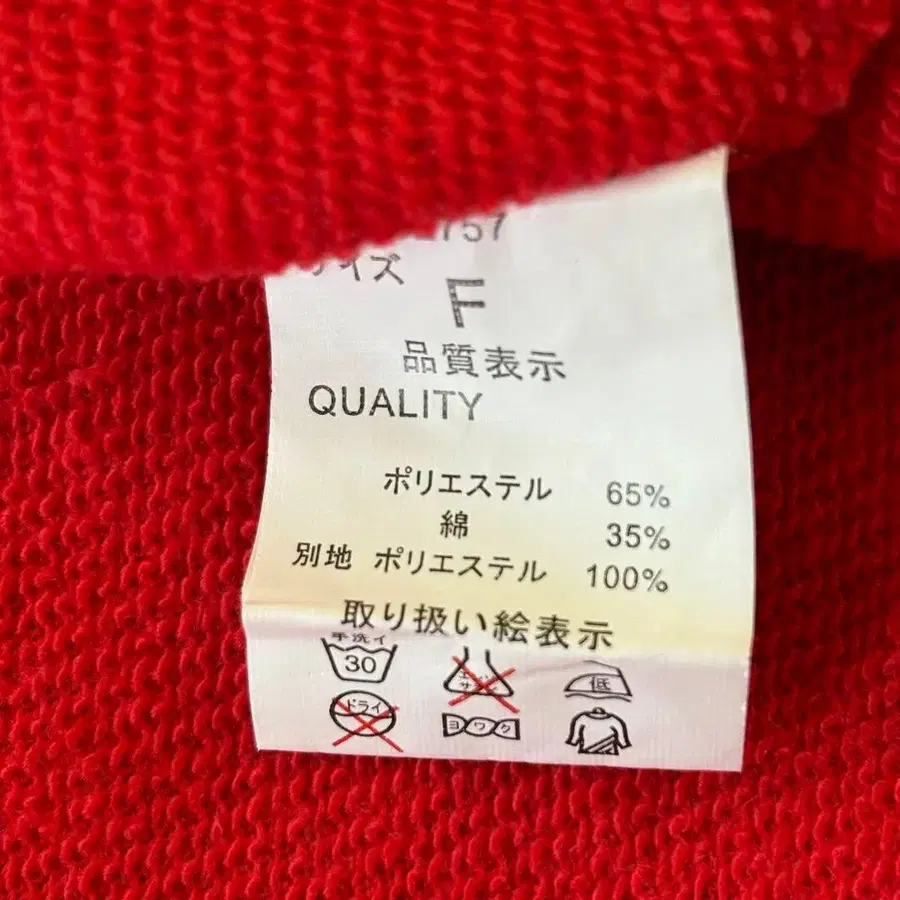 757
サイズ
F
品質表示
QUALITY
ポリエステル 65%
綿 35%
別地 ポリエステル 100%
取り扱い絵表示
手洗イ
30
低
ドライ
ヨワク